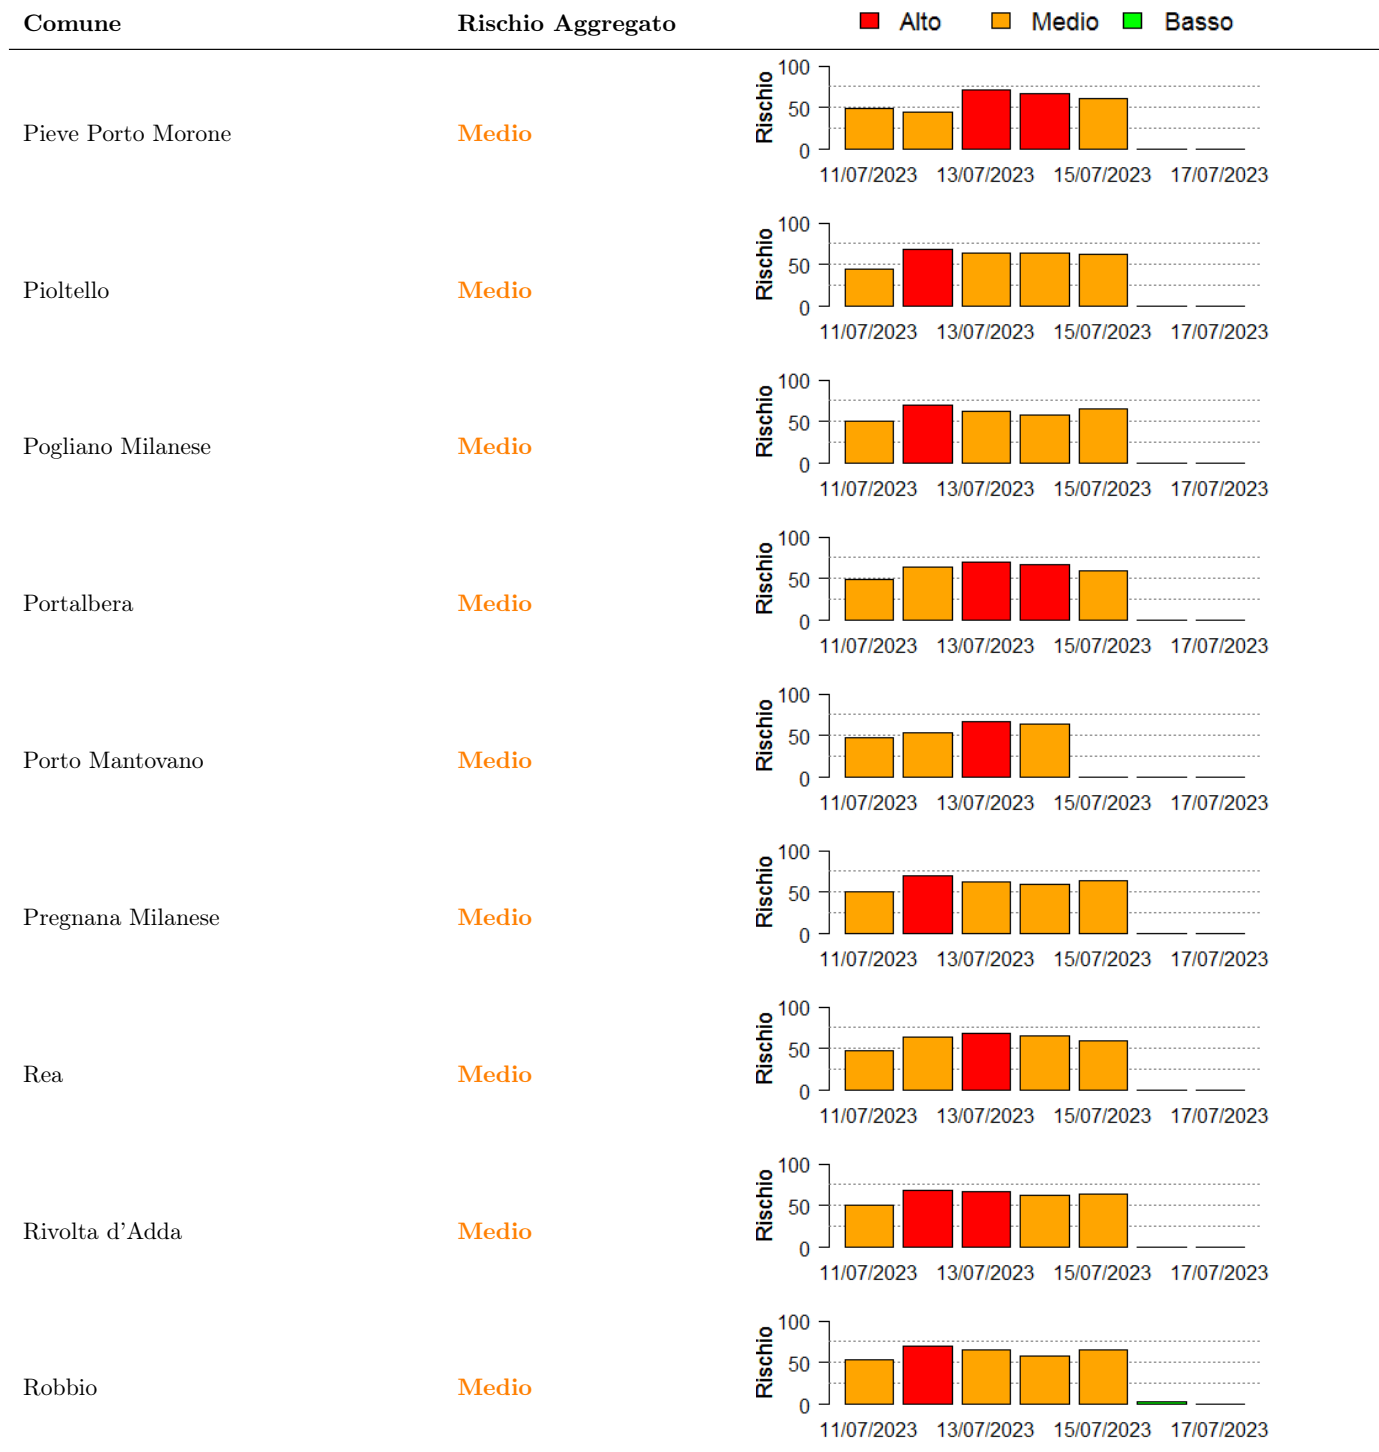 Comune Rischio Aggregato Alto Medio Basso
Pieve Porto Morone Medio Rischio 100 50 0
11/07/2023 13/07/2023 15/07/2023 17/07/2023
Pioltello Medio Rischio 100 50 0
11/07/2023 13/07/2023 15/07/2023 17/07/2023
Pogliano Milanese Medio Rischio 100 50 0
11/07/2023 13/07/2023 15/07/2023 17/07/2023
Portalbera Medio Rischio 100 50 0
11/07/2023 13/07/2023 15/07/2023 17/07/2023
Porto Mantovano Medio Rischio 100 50 0
11/07/2023 13/07/2023 15/07/2023 17/07/2023
Pregnana Milanese Medio Rischio 100 50 0
11/07/2023 13/07/2023 15/07/2023 17/07/2023
Rea Medio Rischio 100 50 0
11/07/2023 13/07/2023 15/07/2023 17/07/2023
Rivolta d'Adda Medio Rischio 100 50 0
11/07/2023 13/07/2023 15/07/2023 17/07/2023
Robbio Medio Rischio 100 50 0
11/07/2023 13/07/2023 15/07/2023 17/07/2023